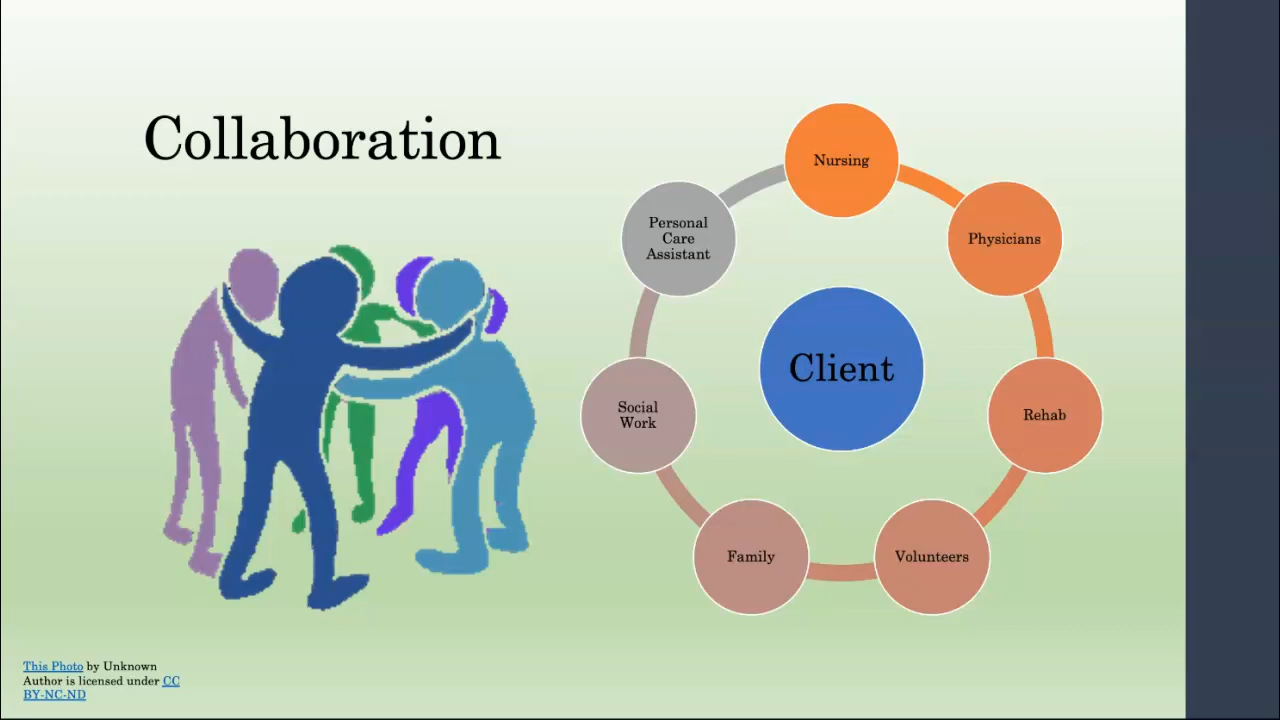 Collaboration
Nursing
Physicians
Rehab
Volunteers
Family
Social
Work
Personal
Care
Assistant
Client
This Photo by Unknown
Author is licensed under CC
BY-NC-ND